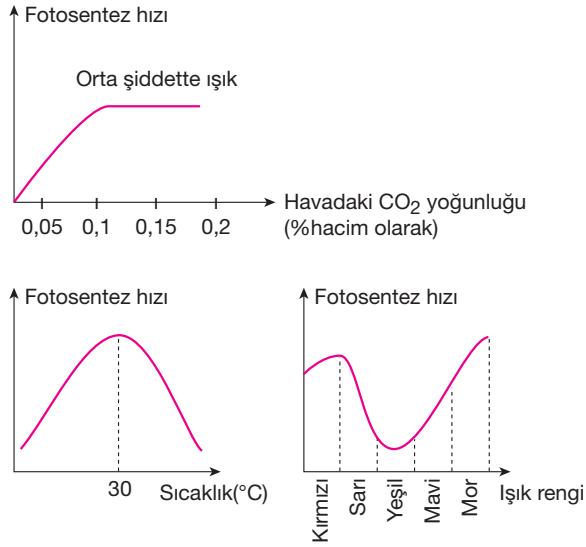 Fotosentez hızı
Orta şiddette ışık
0,05 0,1 0,15 0,2
Havadaki CO₂ yoğunluğu
(%hacim olarak)
Fotosentez hızı
30
Sıcaklık(°C)
Fotosentez hızı
Kırmızı
Sarı
Yeşil
Mavi
Mor
Işık rengi